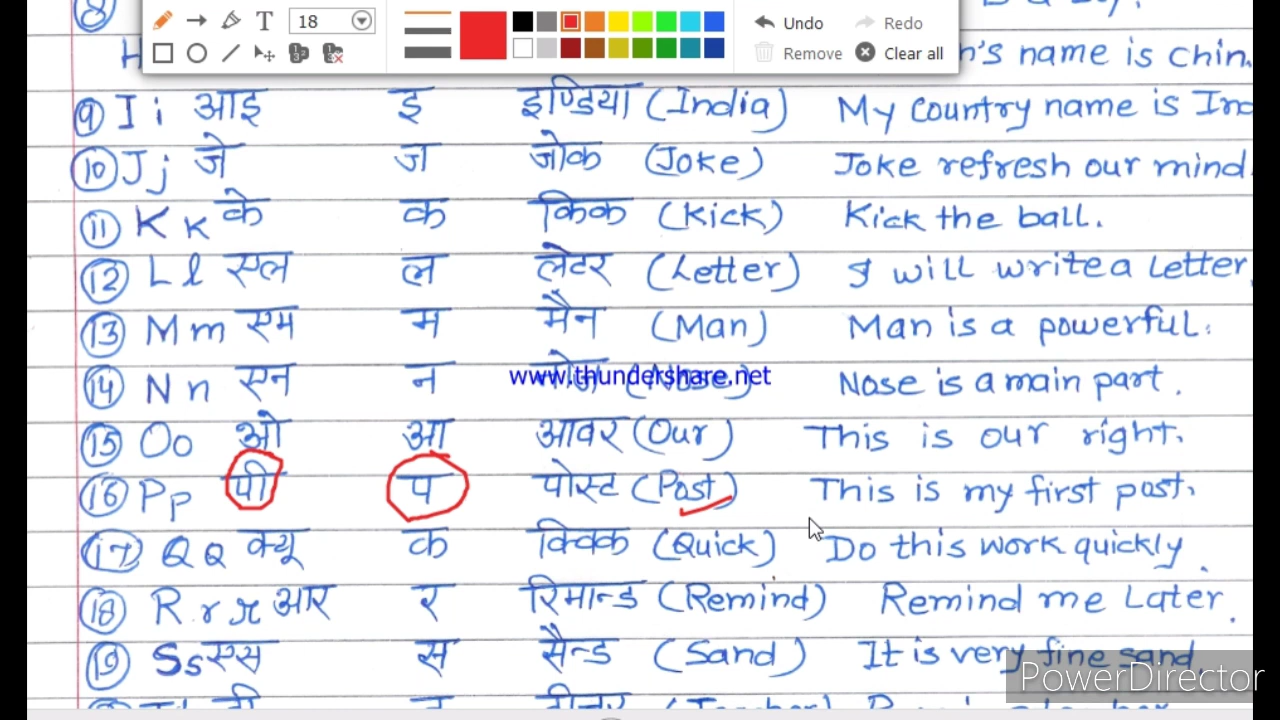 18 Undo Redo
Remove Clear all
8
H n's name is chin.
9 I i आइ इ इण्डिया (India) My country name is Ind
10 J j जे ज जोक (Joke) Joke refresh our mind.
11 K K के क किक (Kick) Kick the ball.
12 L l एल ल लेटर (Letter) I will write a Letter
13 M m एम म मैन (Man) Man is a powerful.
14 N n एन न www.thundershare.net Nose is a main part.
15 O o ओ आ आवर (Our) This is our right.
16 P p पी प पोस्ट (Post) This is my first post.
17 Q Q क्यू क क्विक (Quick) Do this work quickly.
18 R r r आर र रिमान्ड (Remind) Remind me Later.
19 S s एस स सैन्ड (Sand) It is very fine sand.
PowerDirector